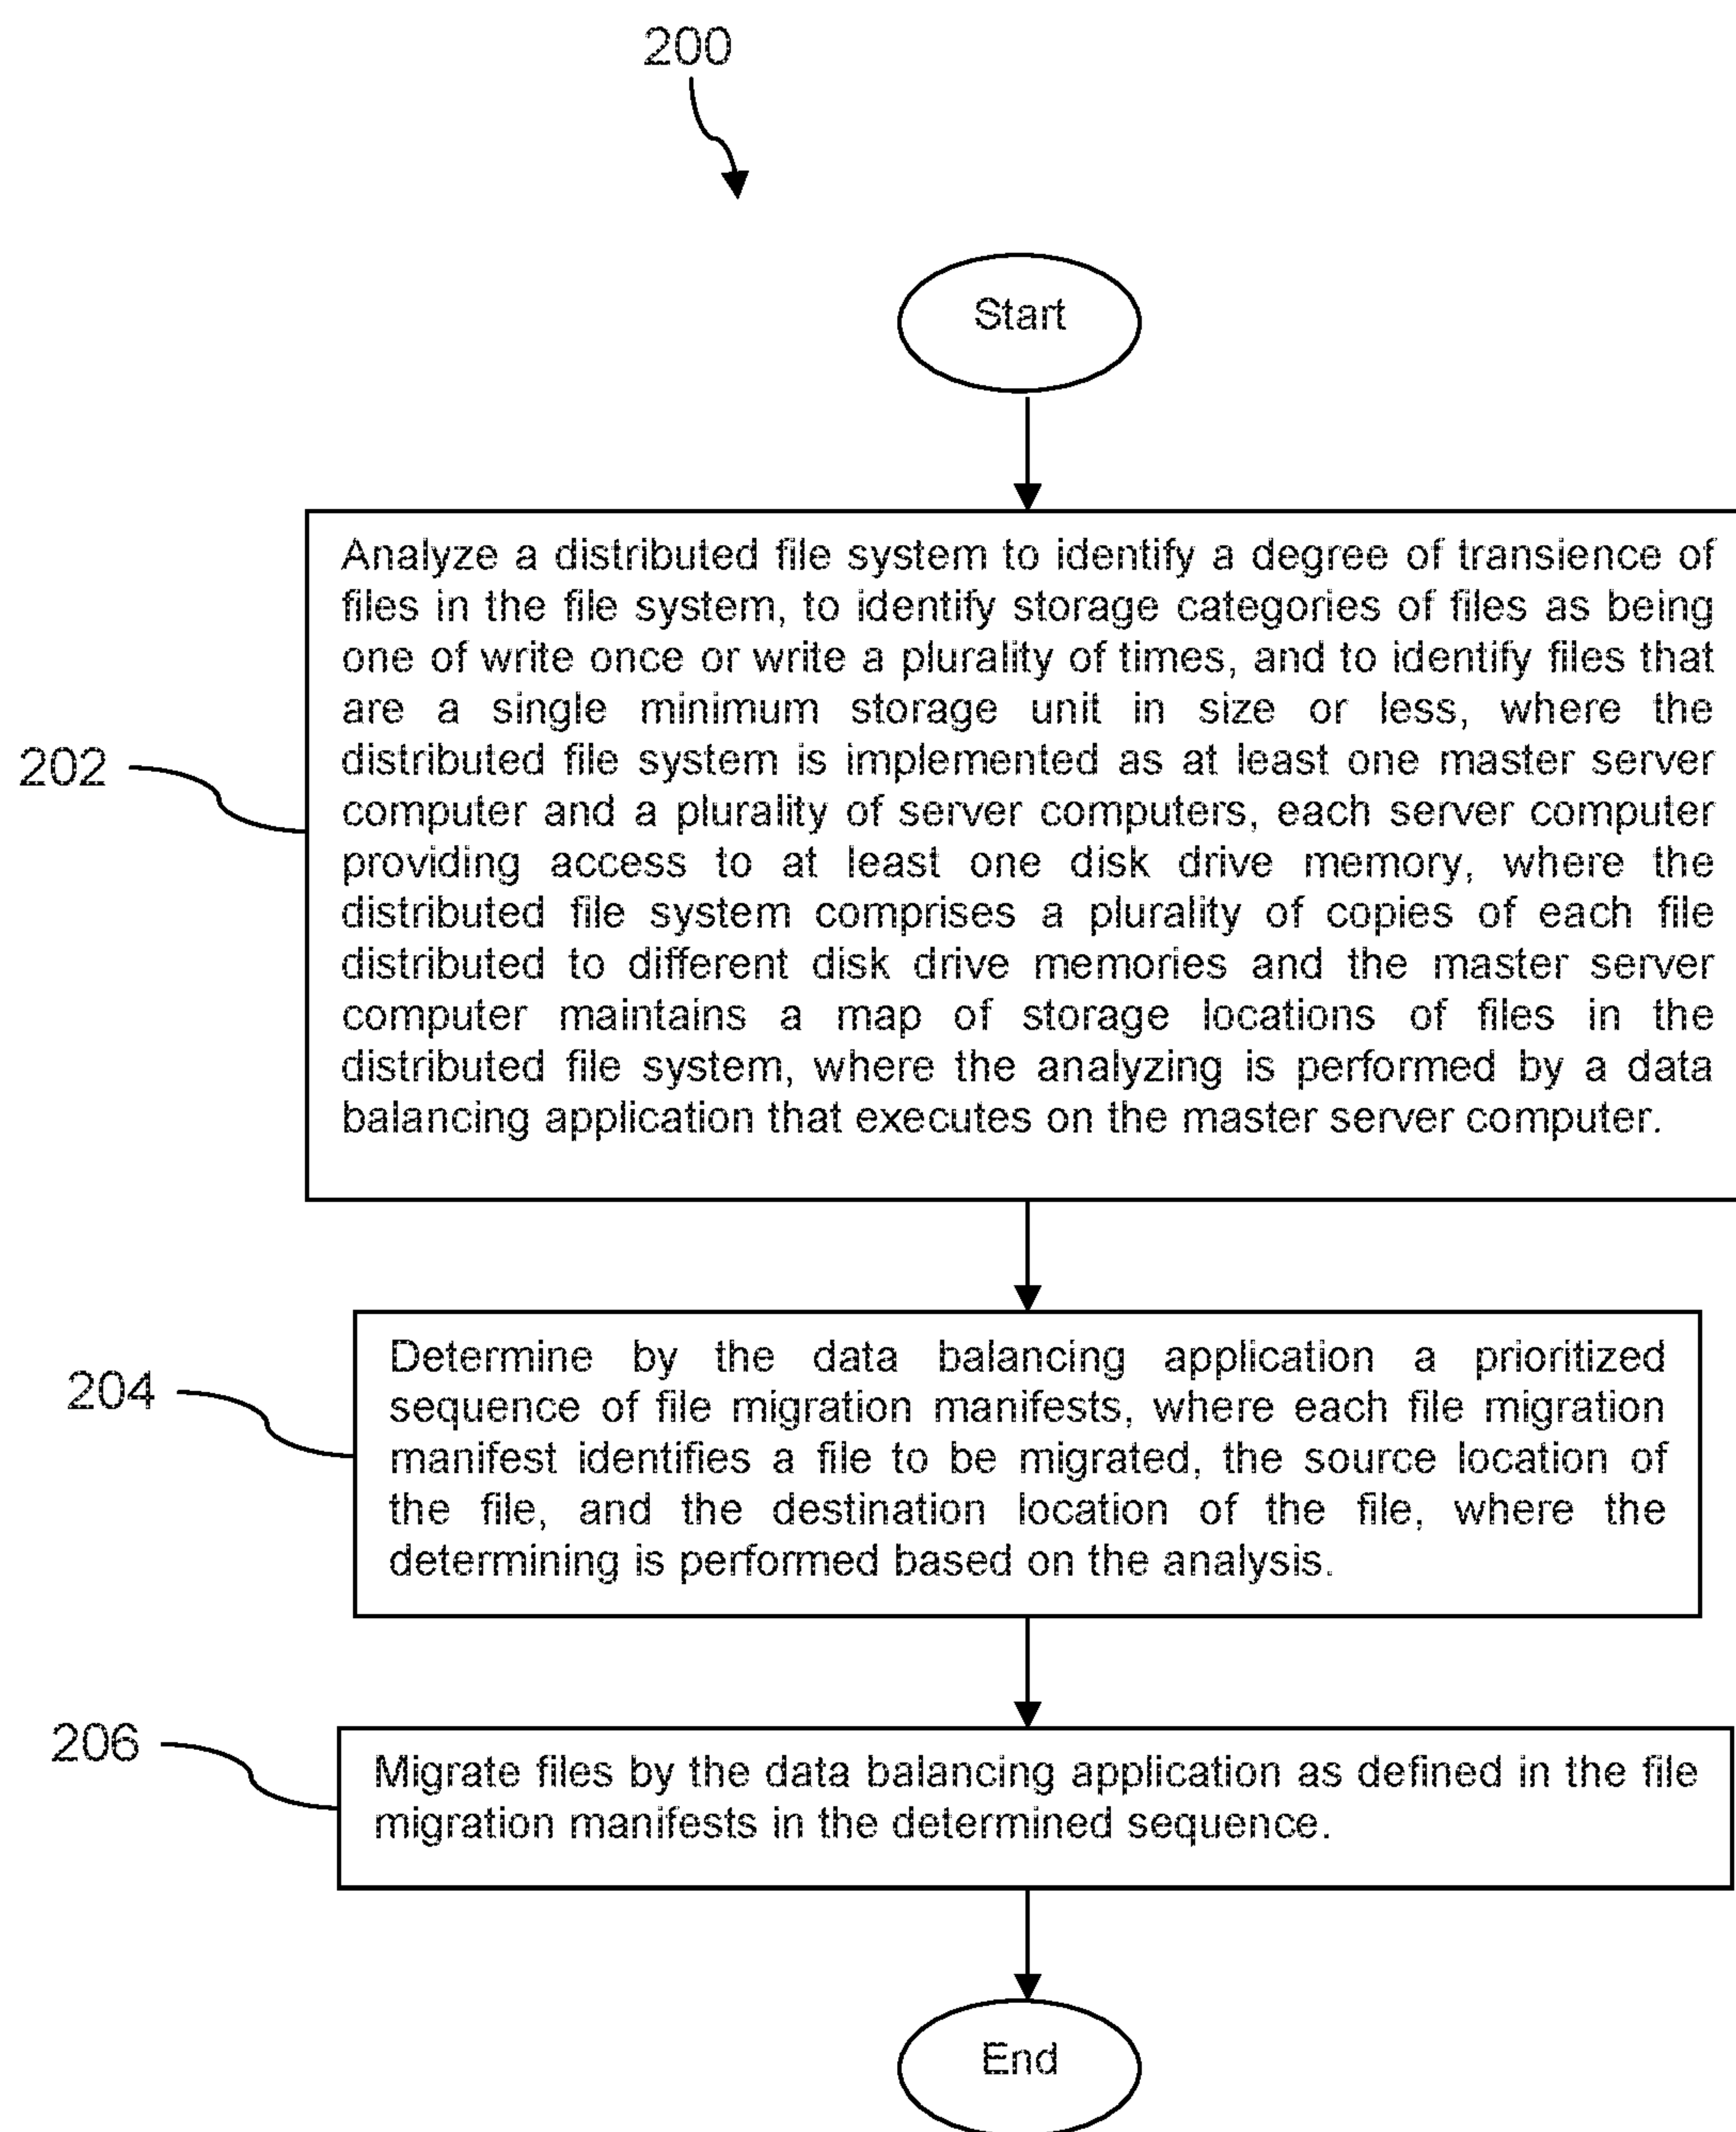 200
Start
Analyze a distributed file system to identify a degree of transience of
files in the file system, to identify storage categories of files as being
one of write once or write a plurality of times, and to identify files that
are a single minimum storage unit in size or less, where the
distributed file system is implemented as at least one master server
202
computer and a plurality of server computers, each server computer
providing access to at least one disk drive memory, where the
distributed file system comprises a plurality of copies of each file
distributed to different disk drive memories and the master server
computer maintains a map of storage locations of files in the
distributed file system, where the analyzing is performed by a data
balancing application that executes on the master server computer.
Determine by the data balancing application a prioritized
204
sequence of file migration manifests, where each file migration
manifest identifies a file to be migrated, the source location of
the file, and the destination location of the file, where the
determining is performed based on the analysis.
206
Migrate files by the data balancing application as defined in the file
migration manifests in the determined sequence.
End